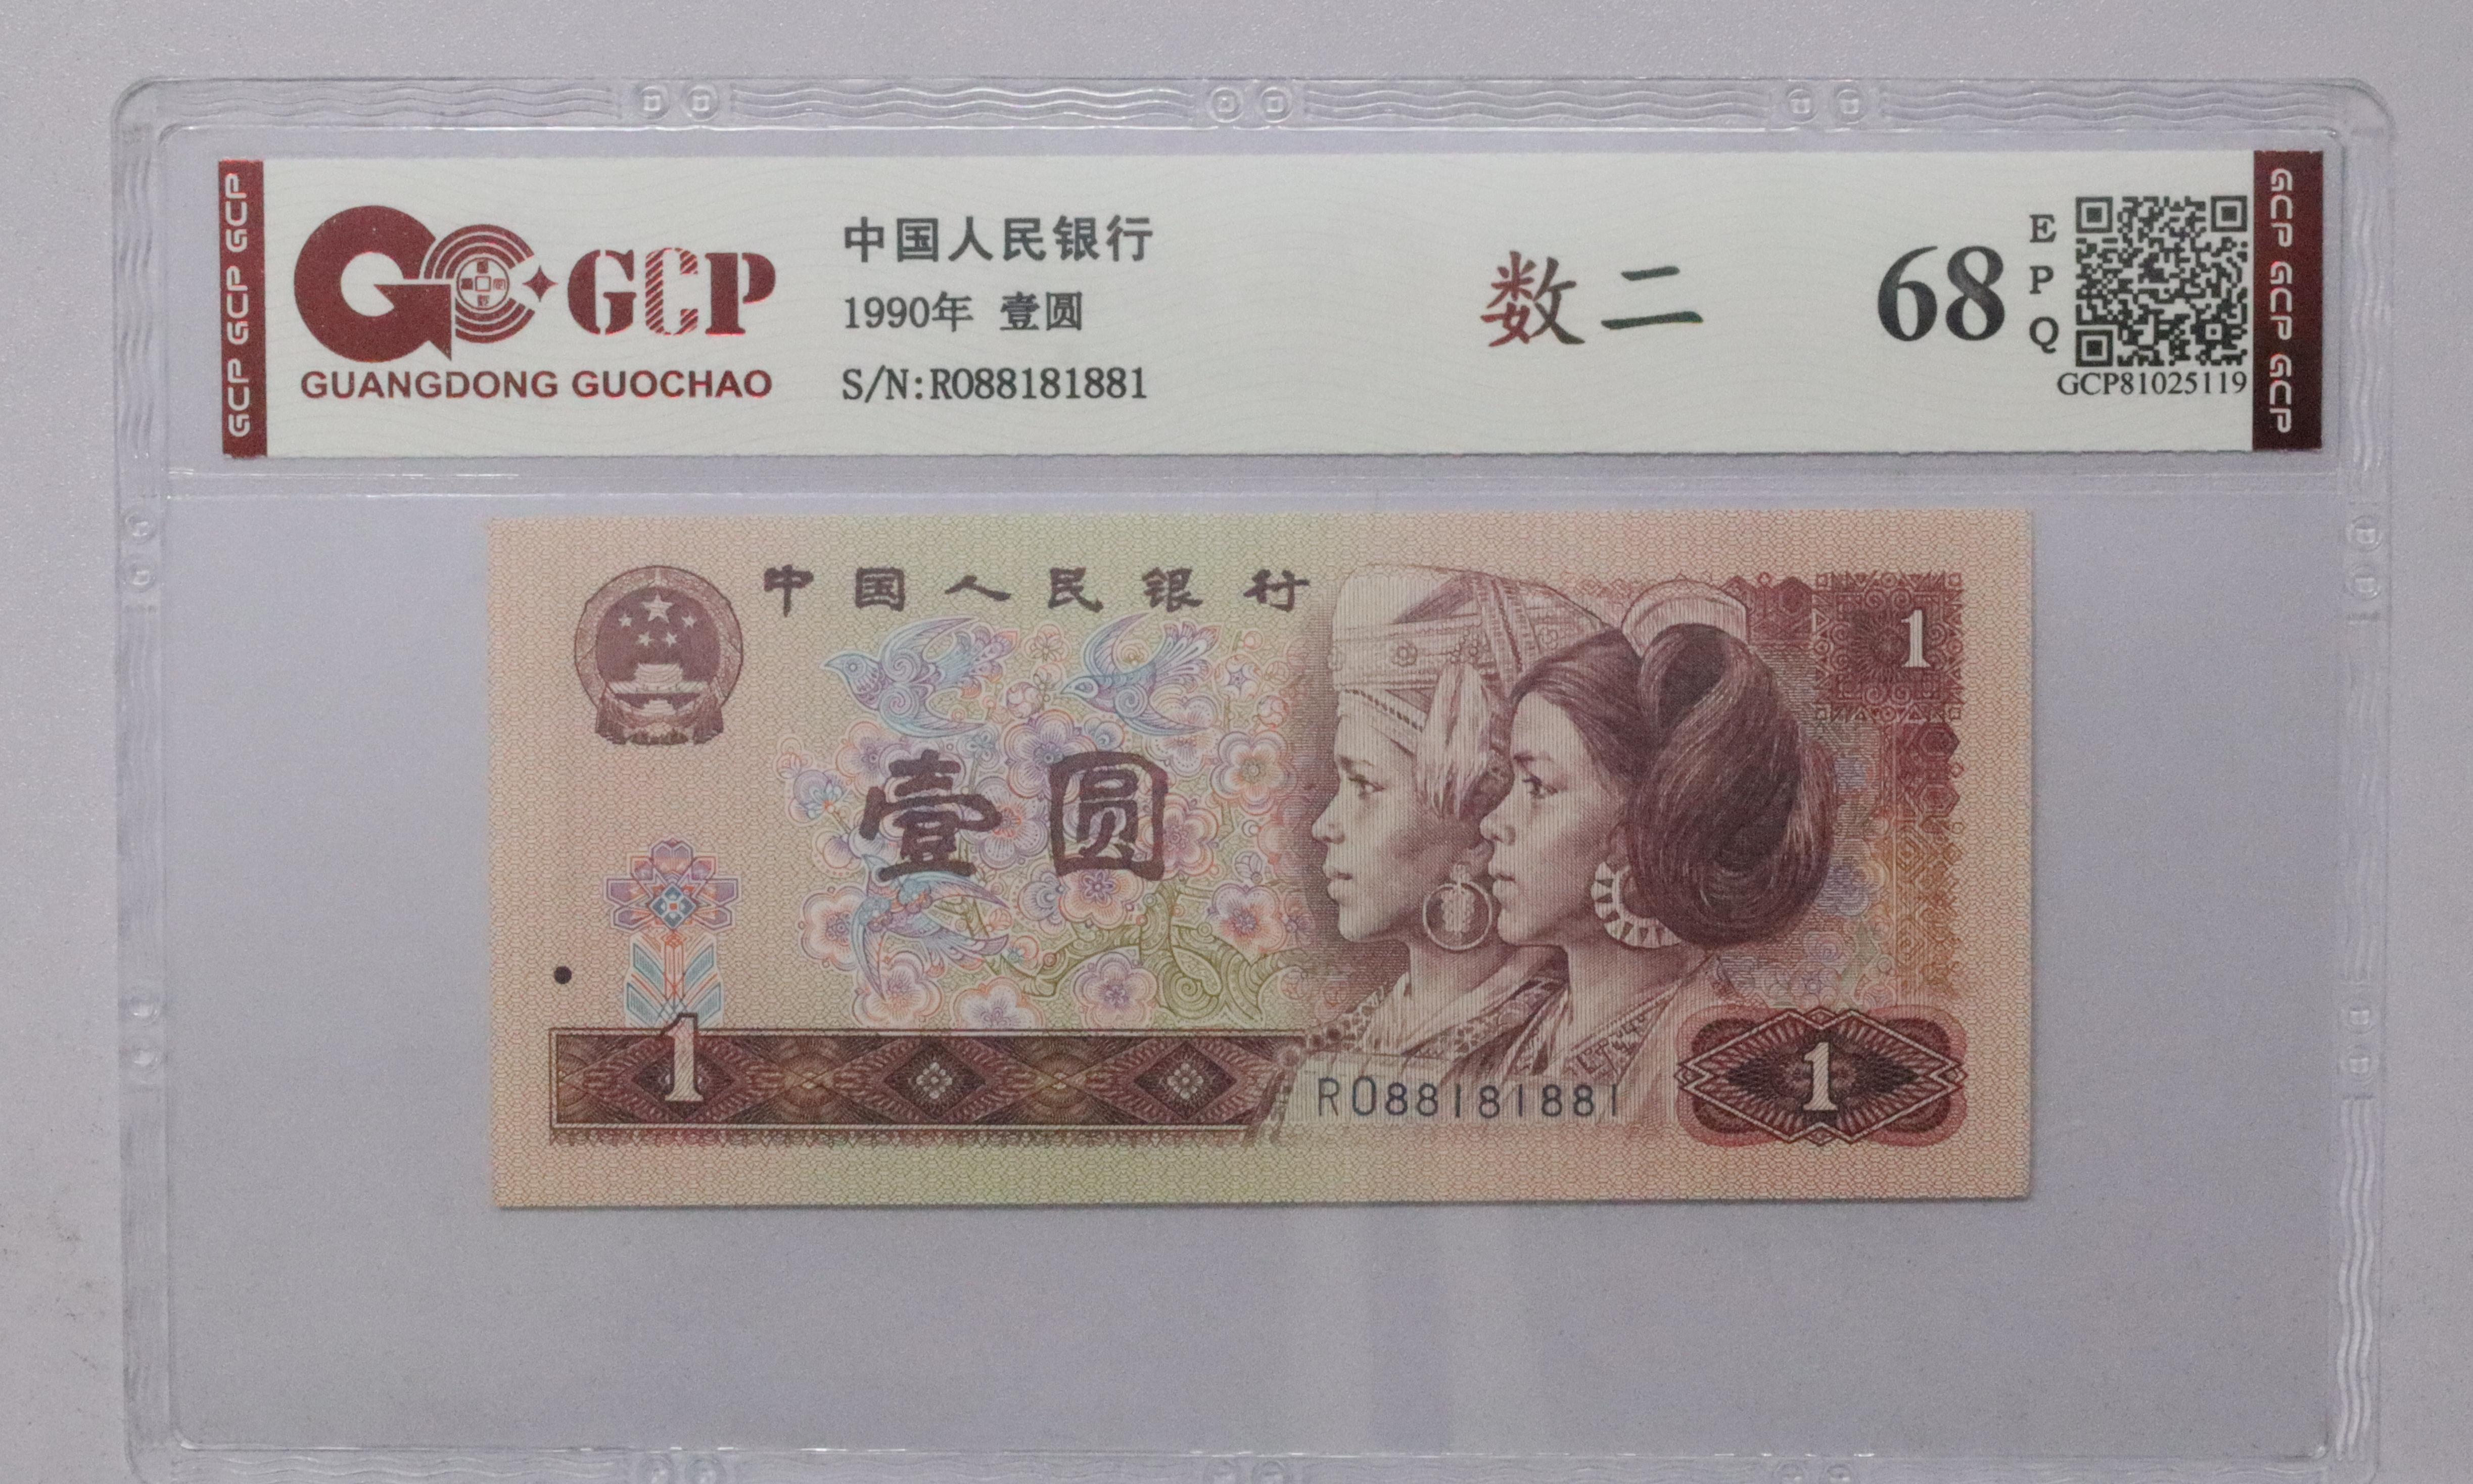 GCP GCP GCP
GCP
GUANGDONG GUOCHAO
中国人民银行
1990年 壹圆
S/N:R088181881
数二
68
E
P
Q
GCP81025119
GCP GCP GCP
中国人民银行
1
壹圆
1
RO88181881
1